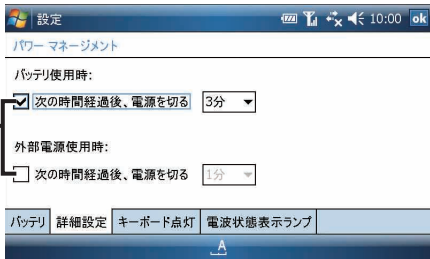 設定 10:00 ok
パワー マネージメント
バッテリ使用時:
次の時間経過後、電源を切る 3分
外部電源使用時:
次の時間経過後、電源を切る 1分
バッテリ 詳細設定 キーボード点灯 電波状態表示ランプ
A